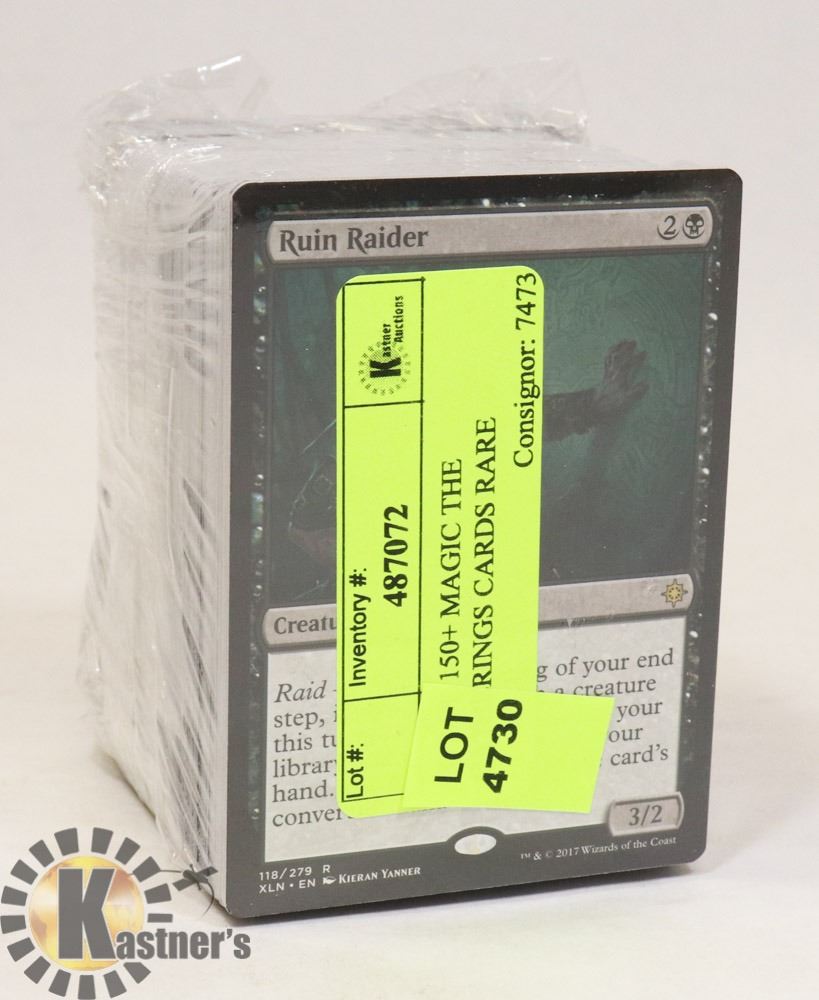 Ruin Raider 2
Kastner
Auctions
Lot #:
Inventory #:
487072
150+ MAGIC THE
RINGS CARDS RARE
Consignor: 7473
LOT
4730
Creatu
Raid - g of your end
step, a creature
this tu your
library our
hand. card's
conver
3/2
118/279 R
XLN • EN KIERAN YANNER
™ & © 2017 Wizards of the Coast
Kastner's